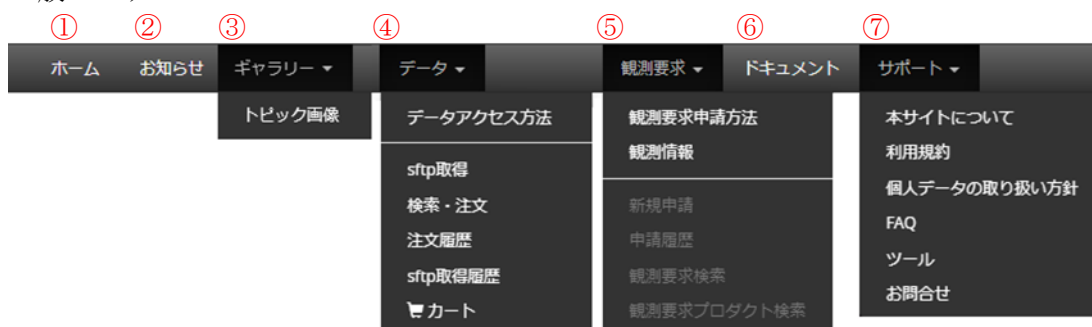 ① ② ③ ④ ⑤ ⑥ ⑦
ホーム お知らせ ギャラリー データ 観測要求 ドキュメント サポート
トピック画像
データアクセス方法
sftp取得
検索・注文
注文履歴
sftp取得履歴
カート
観測要求申請方法
観測情報
新規申請
申請履歴
観測要求検索
観測要求プロダクト検索
本サイトについて
利用規約
個人データの取り扱い方針
FAQ
ツール
お問合せ